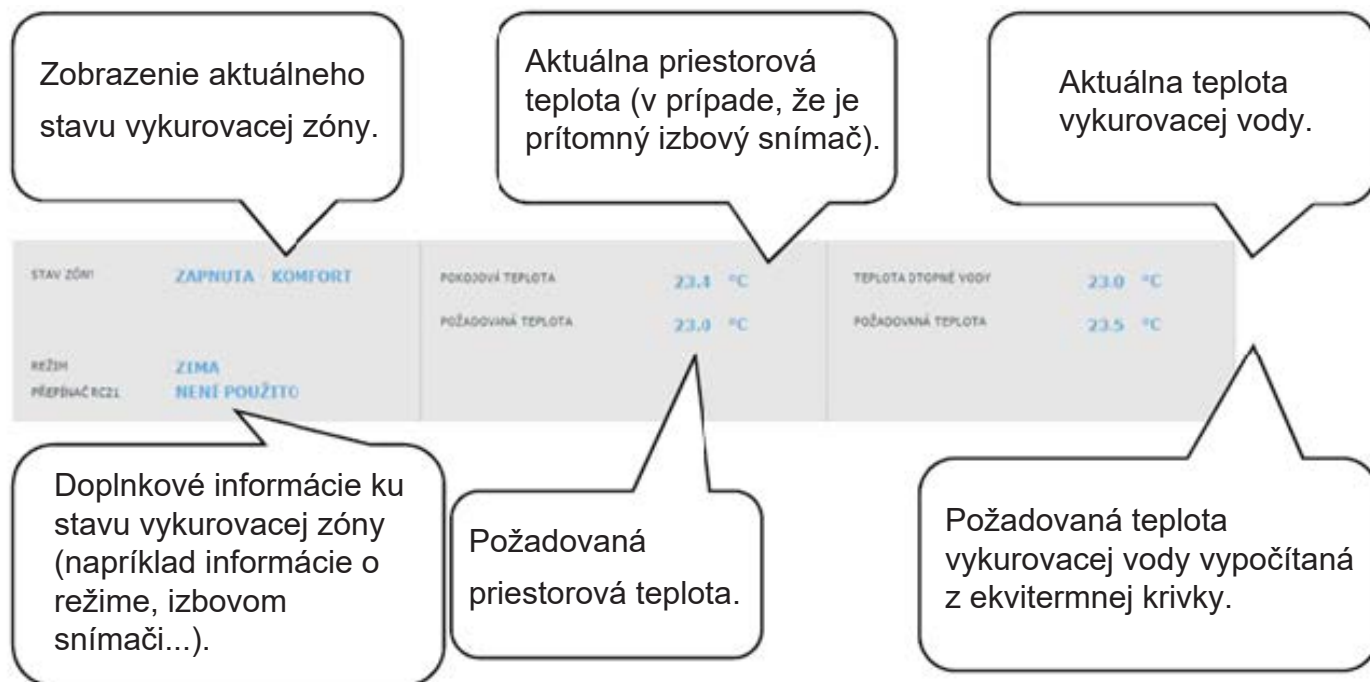 Zobrazenie aktuálneho
stavu vykurovacej zóny.
Aktuálna priestorová
teplota (v prípade, že je
prítomný izbový snímač).
Aktuálna teplota
vykurovacej vody.
STAV ZÓNY ZAPNUTA - KOMFORT
POKOJOVÁ TEPLOTA 23.4 °C
TEPLOTA OTOPNÉ VODY 23.0 °C
POŽADOVANÁ TEPLOTA 23.0 °C
POŽADOVANÁ TEPLOTA 23.5 °C
REŽIM ZIMA
PŘEPÍNAČ RC21 NENÍ POUŽITO
Doplnkové informácie ku
stavu vykurovacej zóny
(napríklad informácie o
režime, izbovom
snímači...).
Požadovaná
priestorová teplota.
Požadovaná teplota
vykurovacej vody vypočítaná
z ekvitermnej krivky.